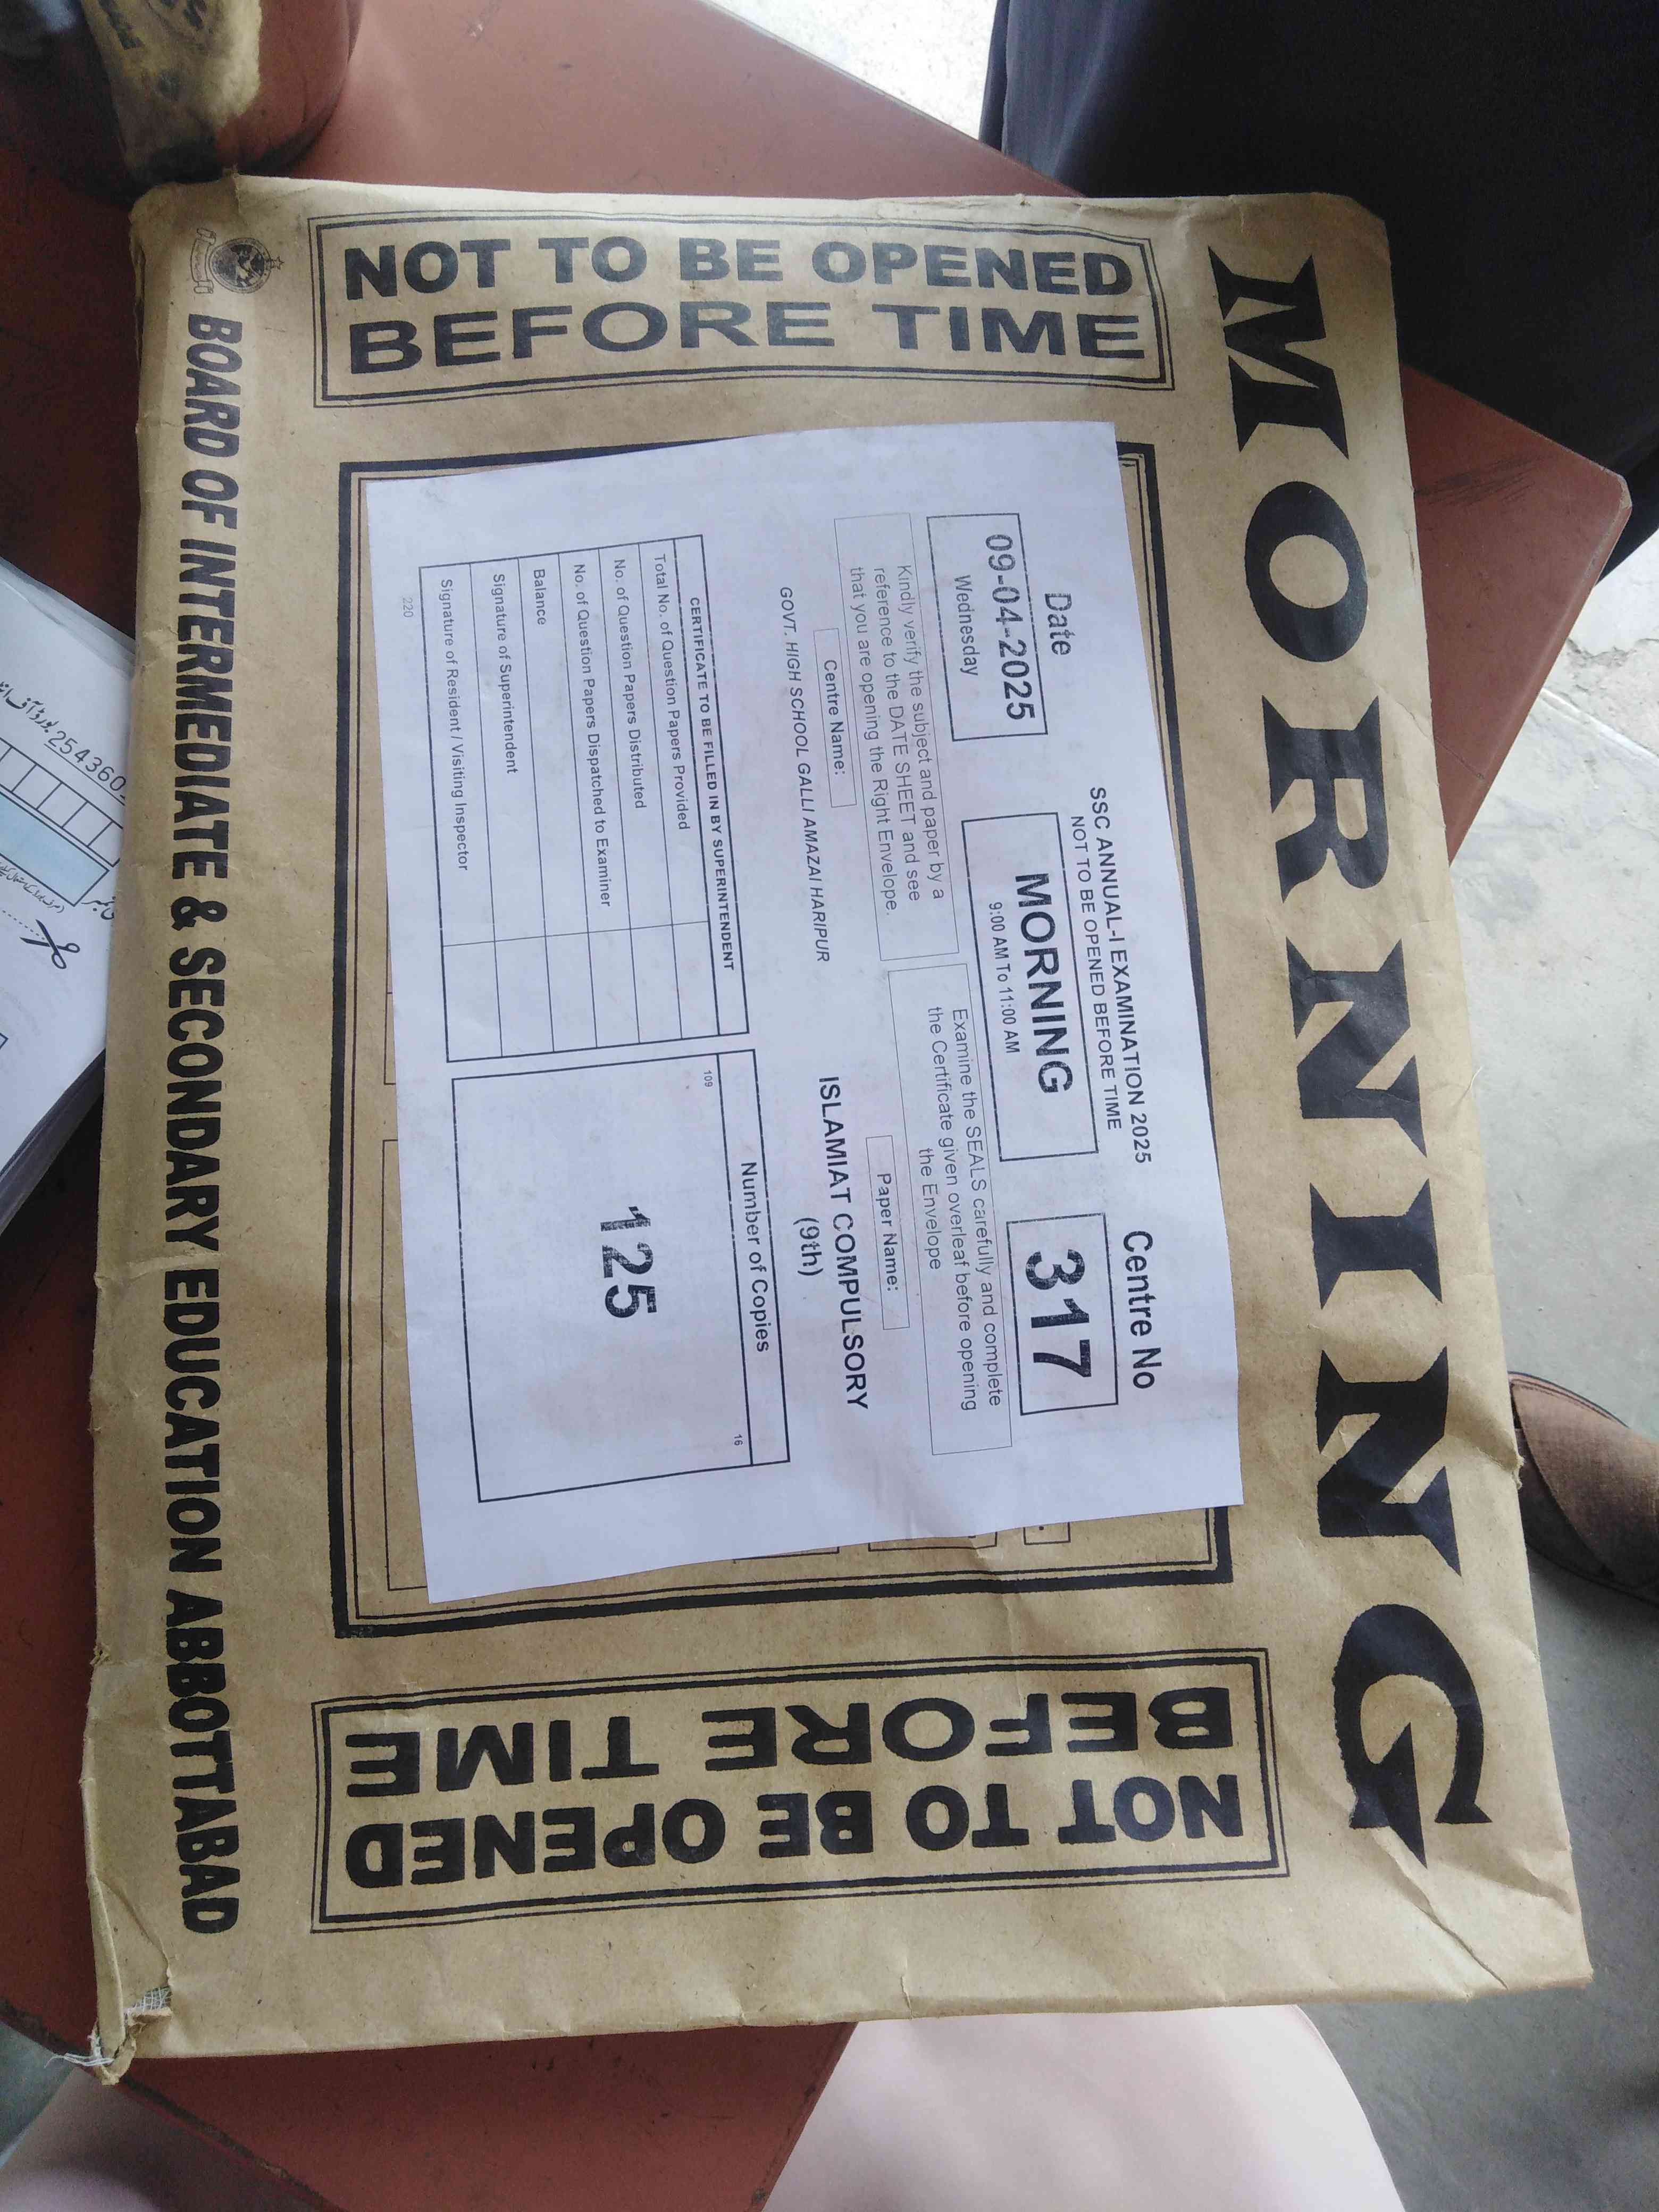 MORNING
NOT TO BE OPENED
BEFORE TIME
SSC ANNUAL-I EXAMINATION 2025
NOT TO BE OPENED BEFORE TIME
Date
09-04-2025
Wednesday
MORNING
9:00 AM To 11:00 AM
Centre No
317
Kindly verify the subject and paper by a
reference to the DATE SHEET and see
that you are opening the Right Envelope.
Examine the SEALS carefully and complete
the Certificate given overleaf before opening
the Envelope
Centre Name:
GOVT. HIGH SCHOOL GALLI AMAZAI HARIPUR
Paper Name:
ISLAMIAT COMPULSORY
(9th)
CERTIFICATE TO BE FILLED IN BY SUPERINTENDENT
Total No. of Question Papers Provided
No. of Question Papers Distributed
No. of Question Papers Dispatched to Examiner
Balance
Signature of Superintendent
Signature of Resident / Visiting Inspector
220
Number of Copies
16
109
125
NOT TO BE OPENED
BEFORE TIME
BOARD OF INTERMEDIATE & SECONDARY EDUCATION ABBOTTABAD
254360